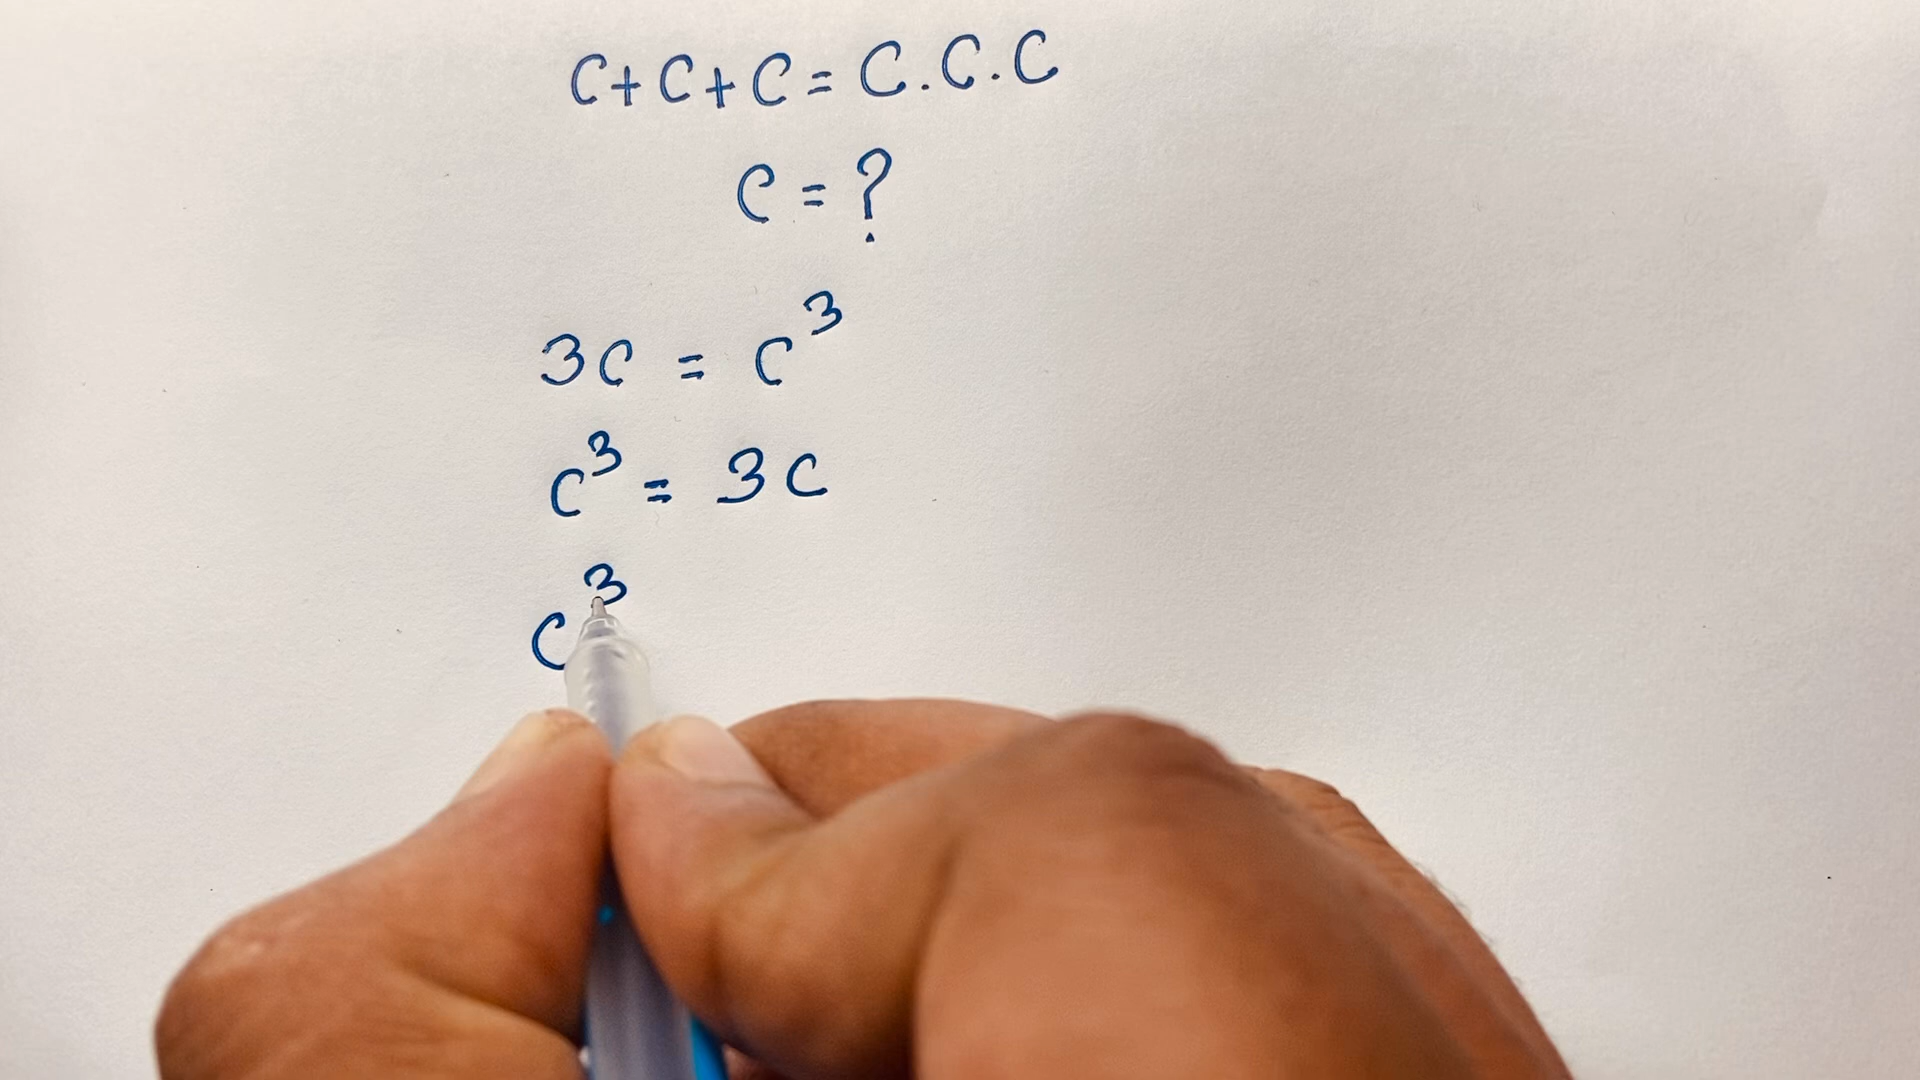 C+C+C=C.C.C
C=?
3C = C³
C³ = 3C
C³